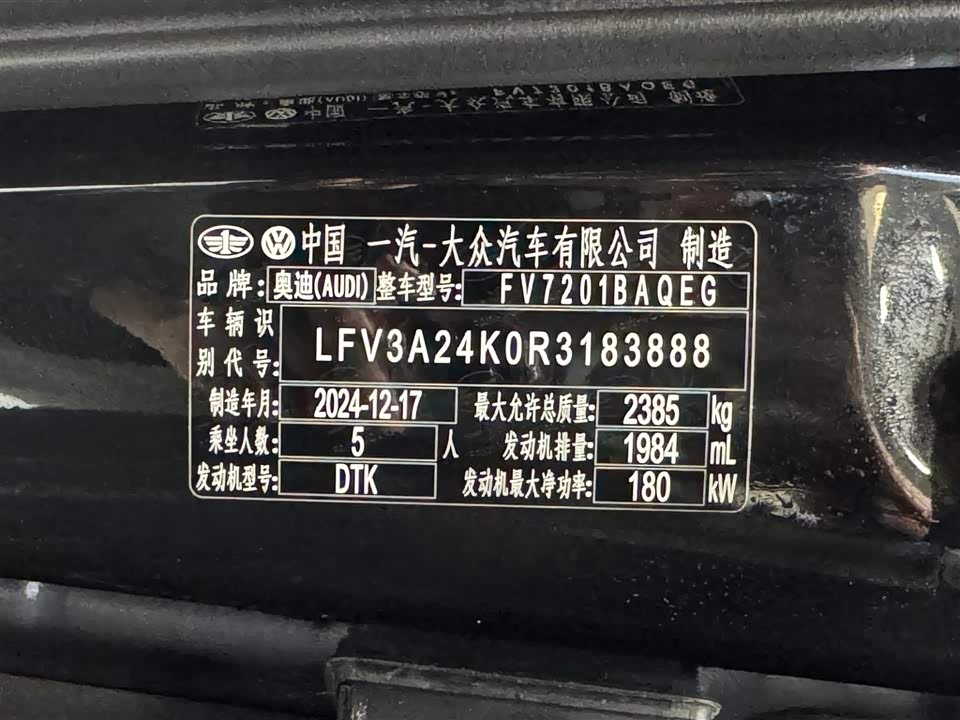 中国 一汽-大众汽车有限公司 制造
品牌: 奥迪(AUDI) 整车型号: FV7201BAQEG
车辆识别代号: LFV3A24K0R3183888
制造年月: 2024-12-17 最大允许总质量: 2385 kg
乘坐人数: 5 人 发动机排量: 1984 mL
发动机型号: DTK 发动机最大净功率: 180 kW